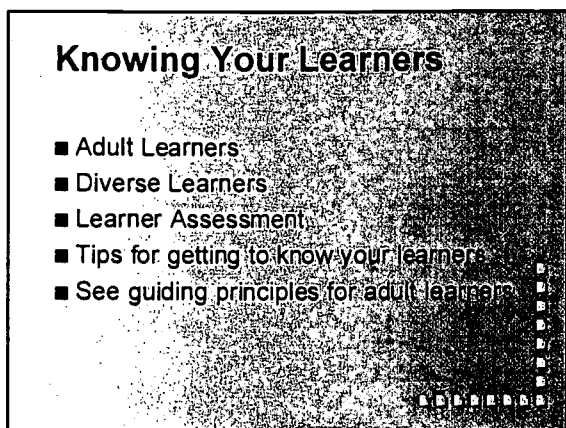 Knowing Your Learners
■ Adult Learners
■ Diverse Learners
■ Learner Assessment
■ Tips for getting to know your learners
■ See guiding principles for adult learners